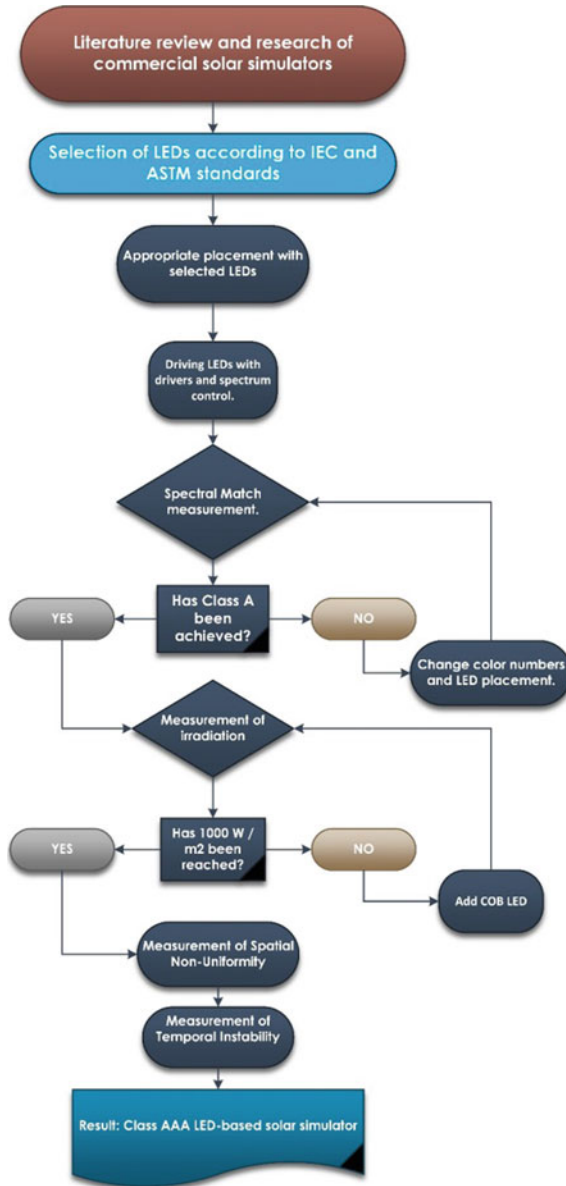 Literature review and research of
commercial solar simulators
Selection of LEDs according to IEC and
ASTM standards
Appropriate placement with
selected LEDs
Driving LEDs with
drivers and spectrum
control.
Spectral Match
measurement.
Has Class A
been
achieved?
YES
NO
Change color numbers
and LED placement.
Measurement of
irradiation
Has 1000 W /
m2 been
reached?
YES
NO
Add COB LED
Measurement of Spatial
Non-Uniformity
Measurement of
Temporal Instability
Result: Class AAA LED-based solar simulator